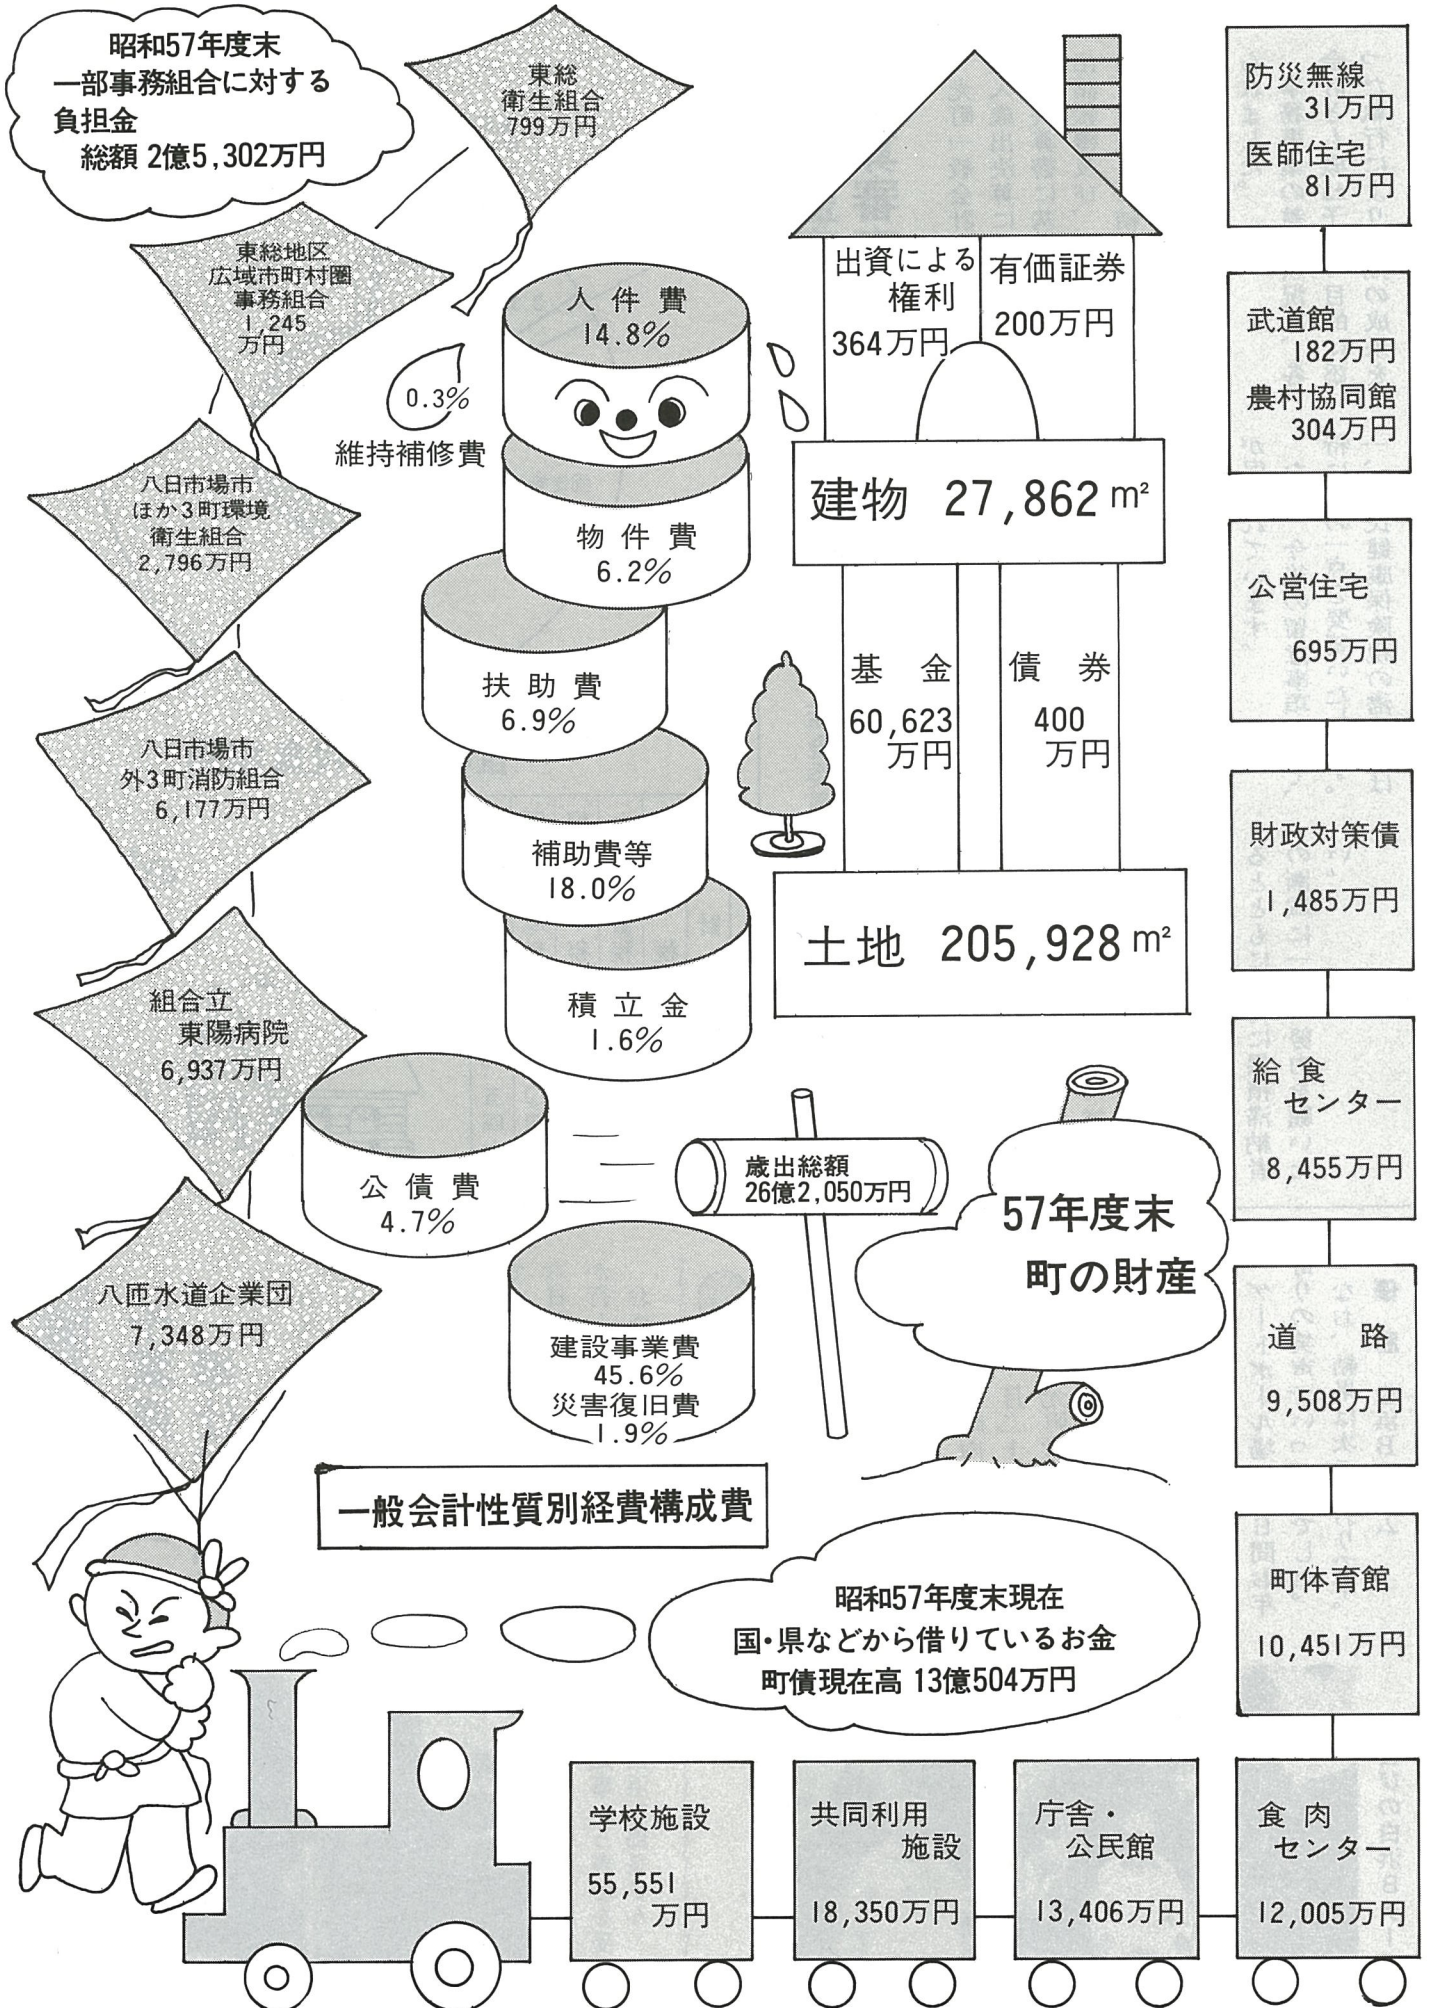 昭和57年度末
一部事務組合に対する
負担金
総額 2億5,302万円
東総
衛生組合
799万円
東総地区
広域市町村圏
事務組合
1,245
万円
八日市場市
ほか3町環境
衛生組合
2,796万円
八日市場市
外3町消防組合
6,177万円
組合立
東陽病院
6,937万円
八匝水道企業団
7,348万円
人件費
14.8%
0.3%
維持補修費
物件費
6.2%
扶助費
6.9%
補助費等
18.0%
積立金
1.6%
公債費
4.7%
建設事業費
45.6%
災害復旧費
1.9%
歳出総額
26億2,050万円
一般会計性質別経費構成費
出資による
権利
364万円
有価証券
200万円
建物 27,862m²
基金
60,623
万円
債券
400
万円
土地 205,928m²
57年度末
町の財産
昭和57年度末現在
国・県などから借りているお金
町債現在高 13億504万円
防災無線
31万円
医師住宅
81万円
武道館
182万円
農村協同館
304万円
公営住宅
695万円
財政対策債
1,485万円
給食
センター
8,455万円
道路
9,508万円
町体育館
10,451万円
食肉
センター
12,005万円
庁舎・
公民館
13,406万円
共同利用
施設
18,350万円
学校施設
55,551
万円